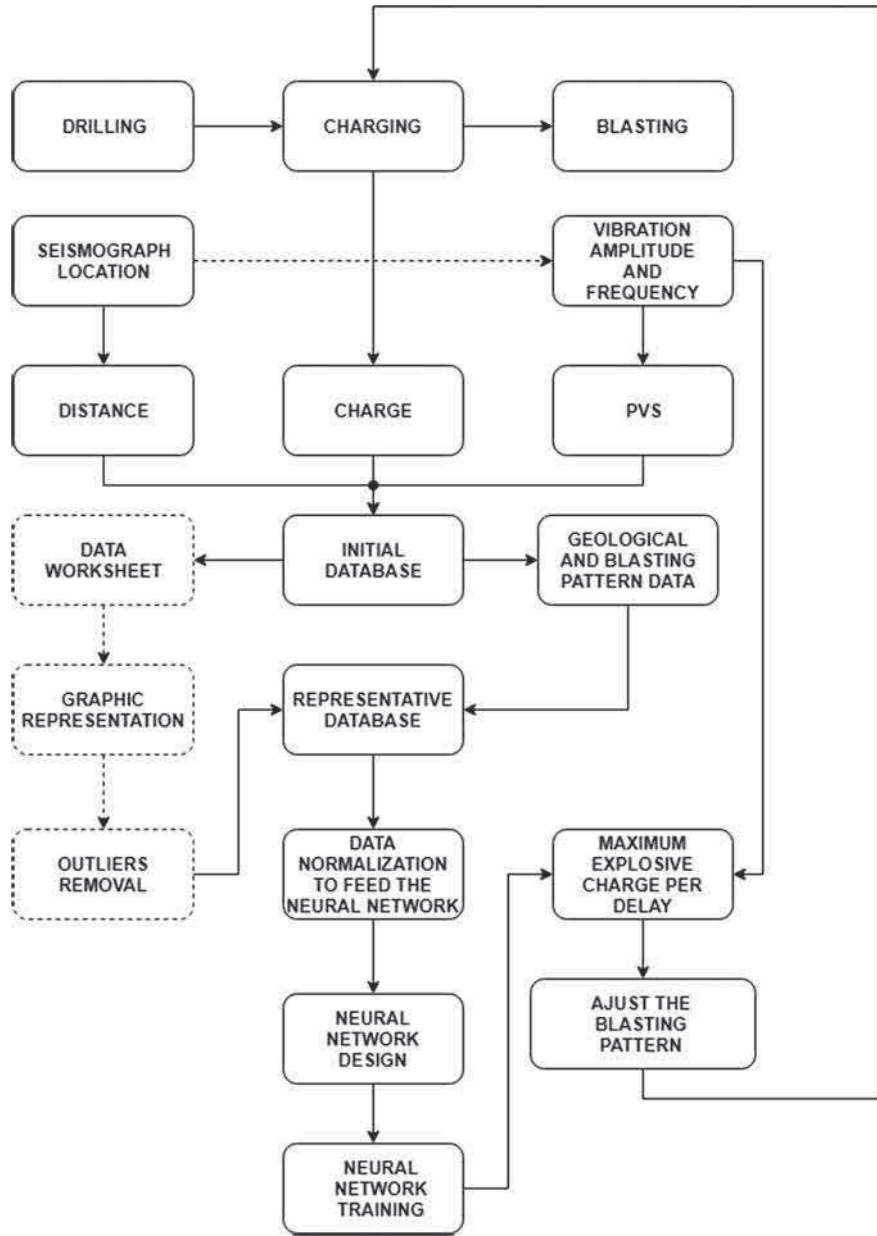 DRILLING
CHARGING
BLASTING
SEISMOGRAPH
LOCATION
VIBRATION
AMPLITUDE
AND
FREQUENCY
DISTANCE
CHARGE
PVS
DATA
WORKSHEET
INITIAL
DATABASE
GEOLOGICAL
AND BLASTING
PATTERN DATA
GRAPHIC
REPRESENTATION
REPRESENTATIVE
DATABASE
OUTLIERS
REMOVAL
DATA
NORMALIZATION
TO FEED THE
NEURAL NETWORK
MAXIMUM
EXPLOSIVE
CHARGE PER
DELAY
NEURAL
NETWORK
DESIGN
AJUST THE
BLASTING
PATTERN
NEURAL
NETWORK
TRAINING